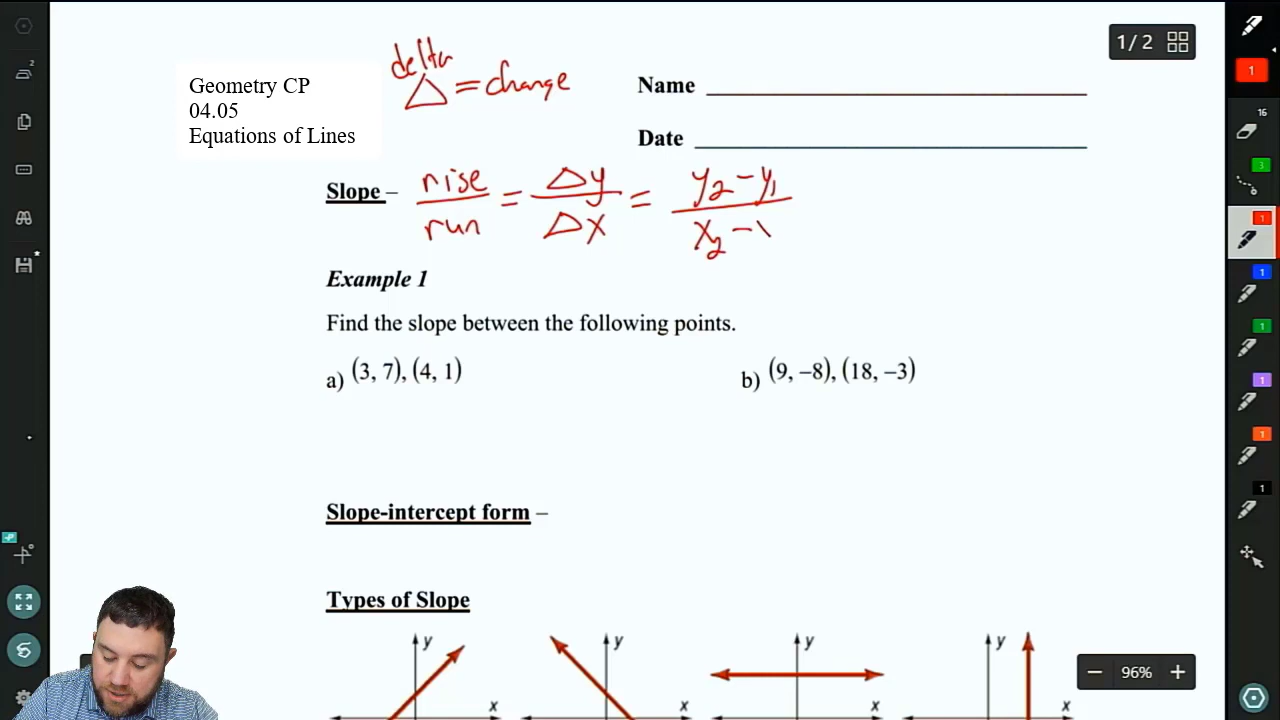 1 / 2
delta
Δ = change
Geometry CP
04.05
Equations of Lines
Name
Date
Slope – rise/run = Δy/Δx = y₂ - y₁/x₂ -
Example 1
Find the slope between the following points.
a) (3, 7), (4, 1)
b) (9, −8), (18, −3)
Slope-intercept form –
Types of Slope
y
y
y
y
x
x
x
x
96%
2
1
16
3
1
1
1
1
1
1